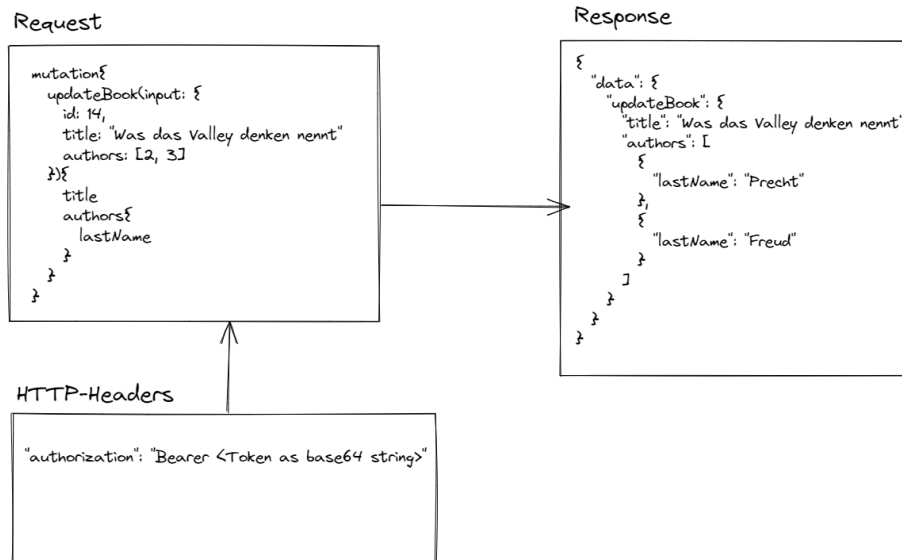 Request
mutation{
updateBook(input: {
id: 14,
title: "Was das Valley denken nennt"
authors: [2, 3]
}){
title
authors{
lastName
}
}
}
HTTP-Headers
"authorization": "Bearer <Token as base64 string>"
Response
{
"data": {
"updateBook": {
"title": "Was das Valley denken nennt"
"authors": [
{
"lastName": "Precht"
},
{
"lastName": "Freud"
}
]
}
}
}